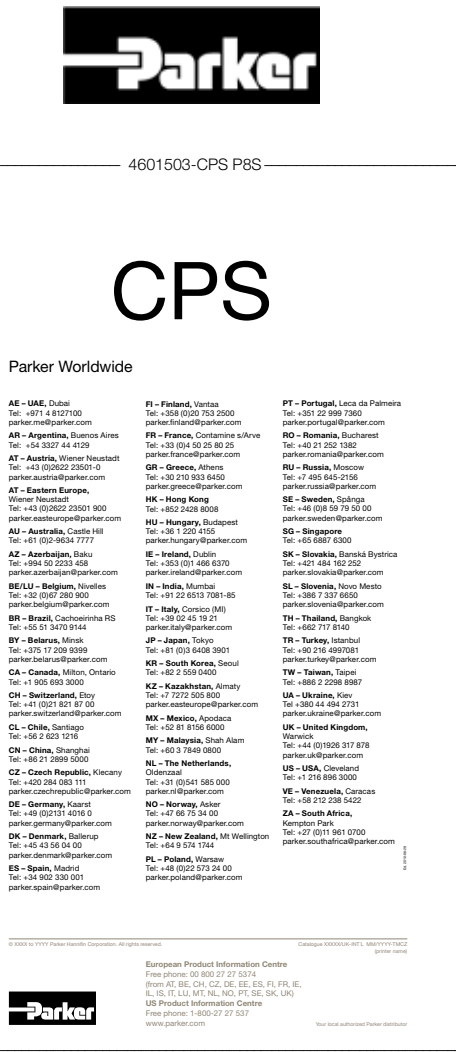 Parker
4601503-CPS P8S
CPS
Parker Worldwide
AE – UAE, Dubai
Tel: +971 4 8127100
parker.me@parker.com
AR – Argentina, Buenos Aires
Tel: +54 3327 44 4129
AT – Austria, Wiener Neustadt
Tel: +43 (0)2622 23501-0
parker.austria@parker.com
AT – Eastern Europe,
Wiener Neustadt
Tel: +43 (0)2622 23501 900
parker.easteurope@parker.com
AU – Australia, Castle Hill
Tel: +61 (0)2-9634 7777
AZ – Azerbaijan, Baku
Tel: +994 50 2233 458
parker.azerbaijan@parker.com
BE/LU – Belgium, Nivelles
Tel: +32 (0)67 280 900
parker.belgium@parker.com
BR – Brazil, Cachoeirinha RS
Tel: +55 51 3470 9144
BY – Belarus, Minsk
Tel: +375 17 209 9399
parker.belarus@parker.com
CA – Canada, Milton, Ontario
Tel: +1 905 693 3000
CH – Switzerland, Etoy
Tel: +41 (0)21 821 87 00
parker.switzerland@parker.com
CL – Chile, Santiago
Tel: +56 2 623 1216
CN – China, Shanghai
Tel: +86 21 2899 5000
CZ – Czech Republic, Klecany
Tel: +420 284 083 111
parker.czechrepublic@parker.com
DE – Germany, Kaarst
Tel: +49 (0)2131 4016 0
parker.germany@parker.com
DK – Denmark, Ballerup
Tel: +45 43 56 04 00
parker.denmark@parker.com
ES – Spain, Madrid
Tel: +34 902 330 001
parker.spain@parker.com
FI – Finland, Vantaa
Tel: +358 (0)20 753 2500
parker.finland@parker.com
FR – France, Contamine s/Arve
Tel: +33 (0)4 50 25 80 25
parker.france@parker.com
GR – Greece, Athens
Tel: +30 210 933 6450
parker.greece@parker.com
HK – Hong Kong
Tel: +852 2428 8008
HU – Hungary, Budapest
Tel: +36 1 220 4155
parker.hungary@parker.com
IE – Ireland, Dublin
Tel: +353 (0)1 466 6370
parker.ireland@parker.com
IN – India, Mumbai
Tel: +91 22 6513 7081-85
IT – Italy, Corsico (MI)
Tel: +39 02 45 19 21
parker.italy@parker.com
JP – Japan, Tokyo
Tel: +81 (0)3 6408 3901
KR – South Korea, Seoul
Tel: +82 2 559 0400
KZ – Kazakhstan, Almaty
Tel: +7 7272 505 800
parker.easteurope@parker.com
MX – Mexico, Apodaca
Tel: +52 81 8156 6000
MY – Malaysia, Shah Alam
Tel: +60 3 7849 0800
NL – The Netherlands,
Oldenzaal
Tel: +31 (0)541 585 000
parker.nl@parker.com
NO – Norway, Asker
Tel: +47 66 75 34 00
parker.norway@parker.com
NZ – New Zealand, Mt Wellington
Tel: +64 9 574 1744
PL – Poland, Warsaw
Tel: +48 (0)22 573 24 00
parker.poland@parker.com
PT – Portugal, Leca da Palmeira
Tel: +351 22 999 7360
parker.portugal@parker.com
RO – Romania, Bucharest
Tel: +40 21 252 1382
parker.romania@parker.com
RU – Russia, Moscow
Tel: +7 495 645-2156
parker.russia@parker.com
SE – Sweden, Spånga
Tel: +46 (0)8 59 79 50 00
parker.sweden@parker.com
SG – Singapore
Tel: +65 6887 6300
SK – Slovakia, Banská Bystrica
Tel: +421 484 162 252
parker.slovakia@parker.com
SL – Slovenia, Novo Mesto
Tel: +386 7 337 6650
parker.slovenia@parker.com
TH – Thailand, Bangkok
Tel: +662 717 8140
TR – Turkey, Istanbul
Tel: +90 216 4997081
parker.turkey@parker.com
TW – Taiwan, Taipei
Tel: +886 2 2298 8987
UA – Ukraine, Kiev
Tel +380 44 494 2731
parker.ukraine@parker.com
UK – United Kingdom,
Warwick
Tel: +44 (0)1926 317 878
parker.uk@parker.com
US – USA, Cleveland
Tel: +1 216 896 3000
VE – Venezuela, Caracas
Tel: +58 212 238 5422
ZA – South Africa,
Kempton Park
Tel: +27 (0)11 961 0700
parker.southafrica@parker.com
© XXXX to YYYY Parker Hannifin Corporation. All rights reserved.
Catalogue XXXXX/UK-INT'L MM/YYYY-TMCZ
(printer name)
European Product Information Centre
Free phone: 00 800 27 27 5374
(from AT, BE, CH, CZ, DE, EE, ES, FI, FR, IE,
IL, IS, IT, LU, MT, NL, NO, PT, SE, SK, UK)
US Product Information Centre
Free phone: 1-800-27 27 537
www.parker.com
Parker
Your local authorized Parker distributor